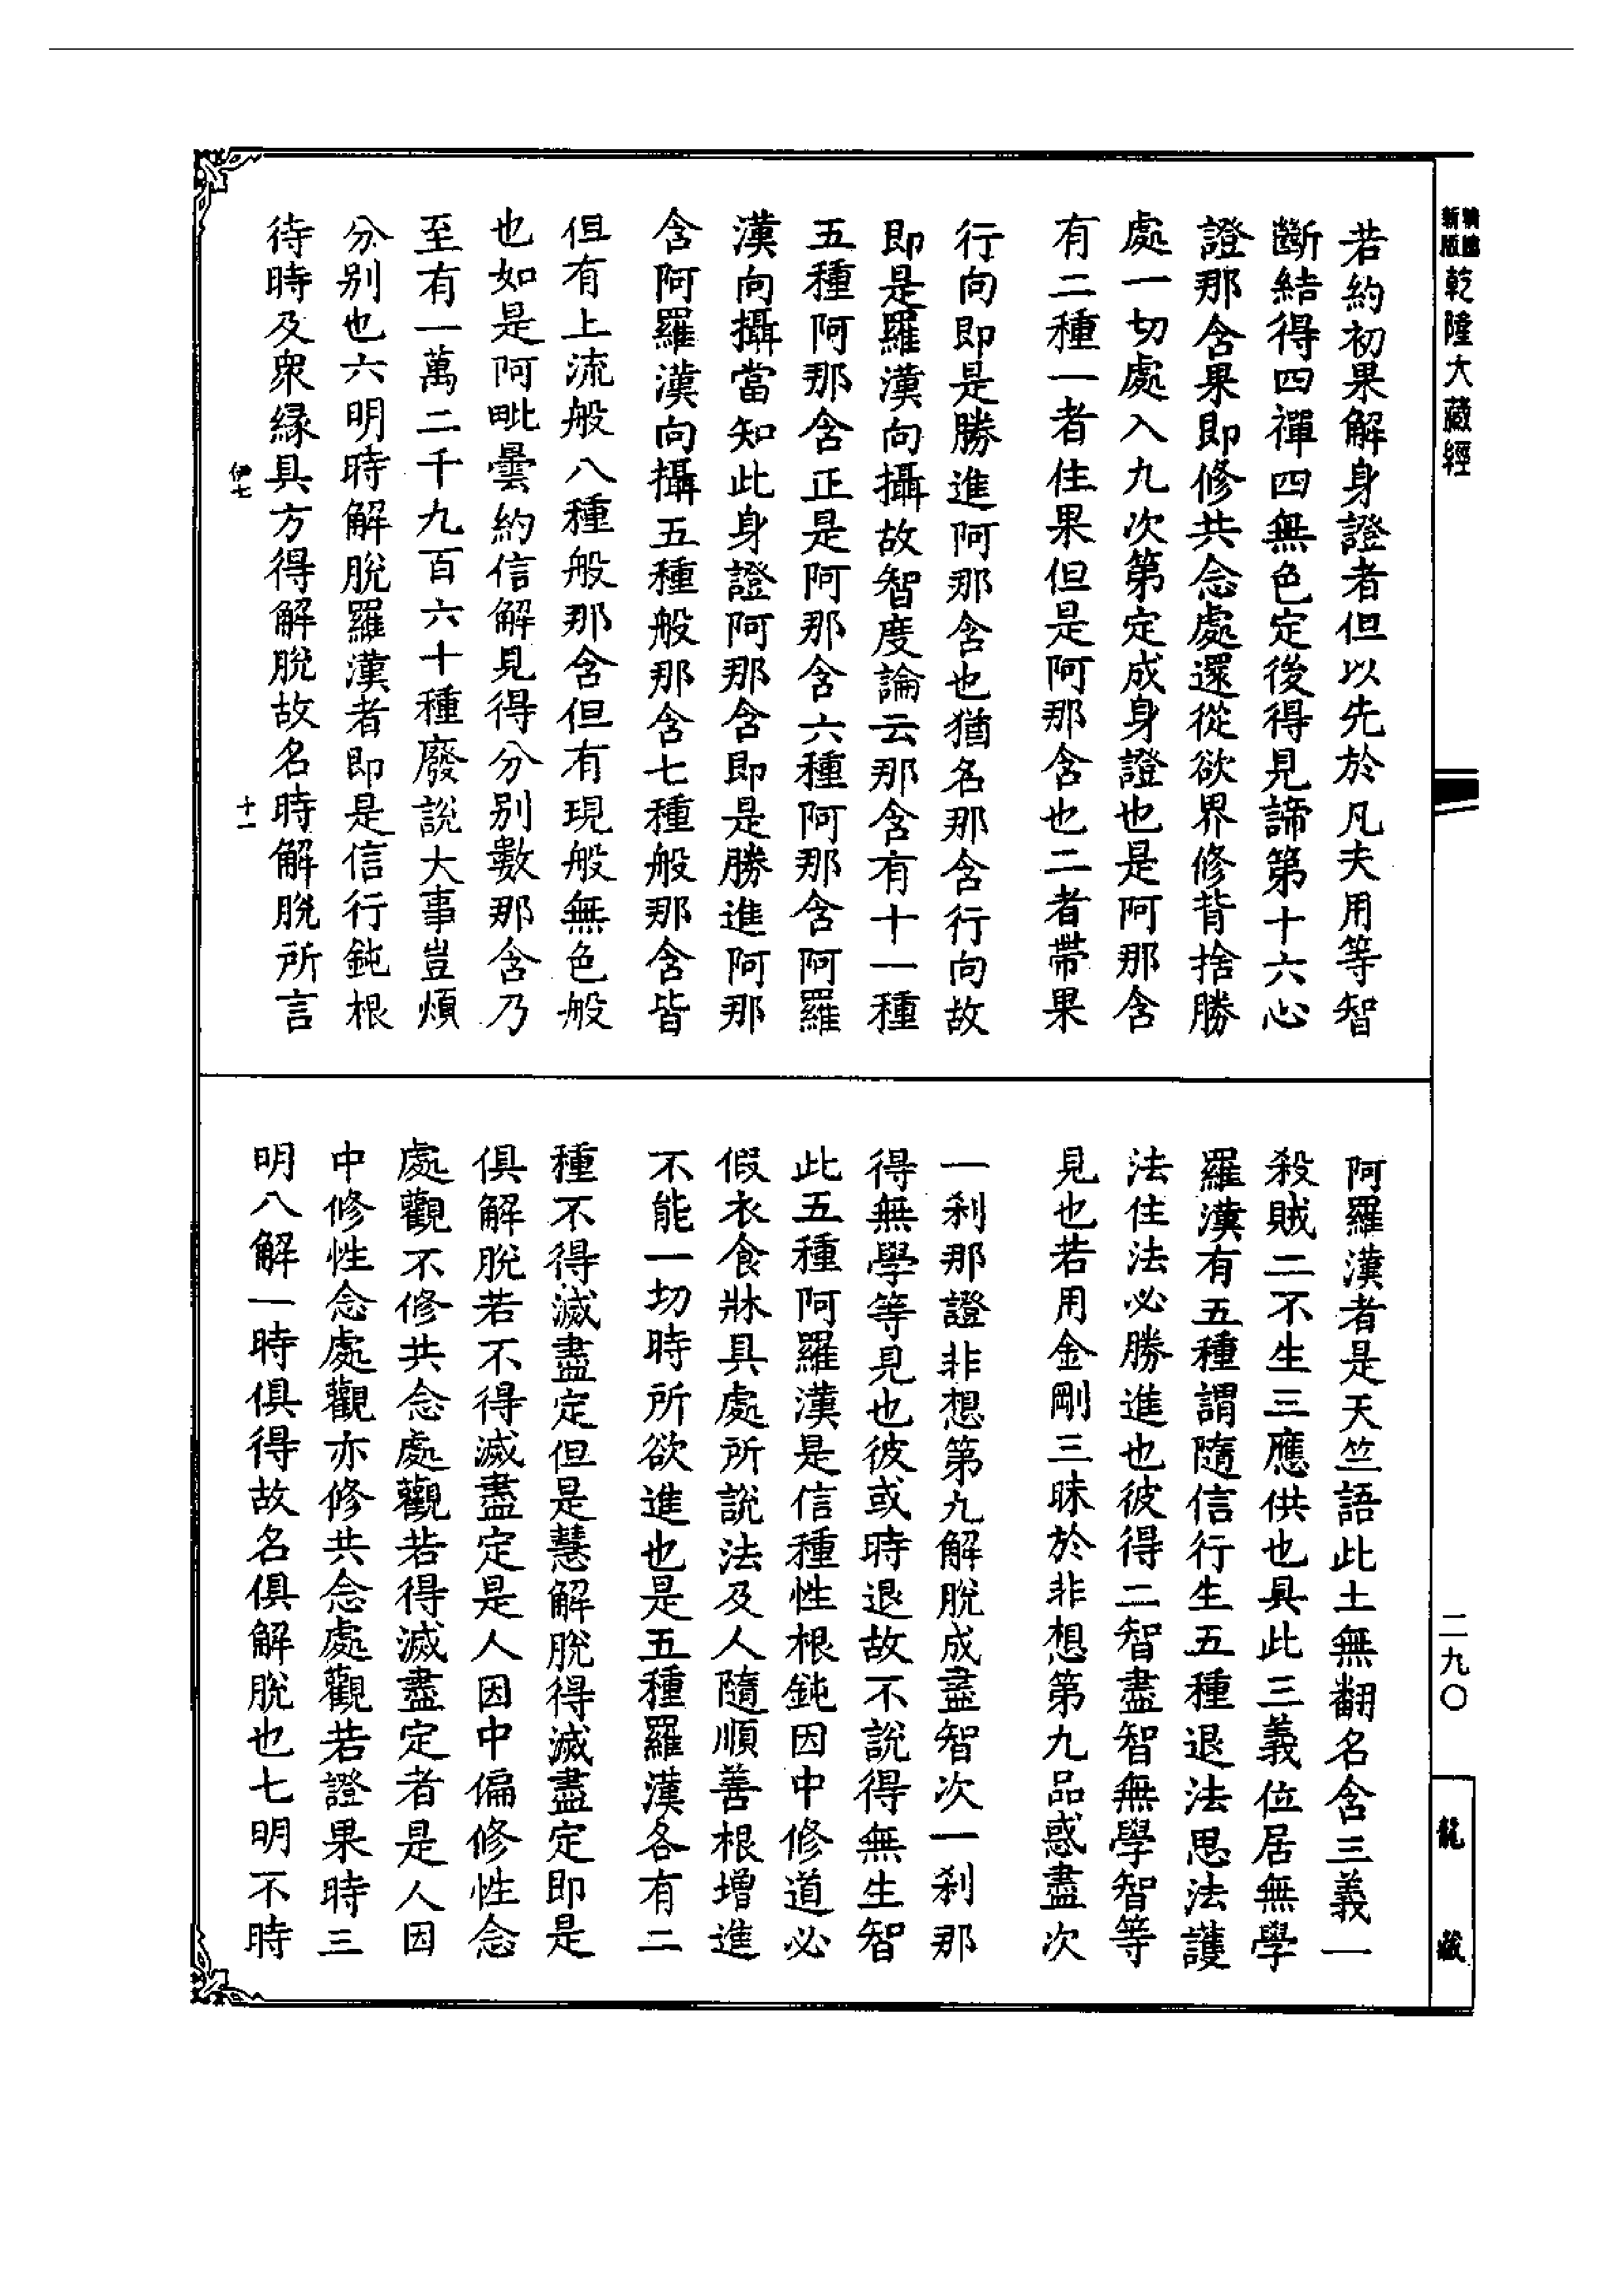 乾隆大藏經
若約初果解身證者但以先於凡夫用等智
斷結得四禪四無色定後得見諦第十六心
證那含果即修共念處還從欲界修背捨勝
處一切處入九次第定成身證也是阿那含
有二種一者住果但是阿那含也二者帶果
行向即是勝進阿那含也猶名那含行向故
即是羅漢向攝故智度論云那含有十一種
五種阿那含正是阿那含六種阿那含阿羅
漢向攝當知此身證阿那含即是勝進阿那
含阿羅漢向攝五種般那含七種般那含皆
但有上流般八種般那含但有現般無色般
也如是阿毗曇約信解見得分別數那含乃
至有一萬二千九百六十種廢說大事豈煩
分別也六明時解脫羅漢者即是信行鈍根
待時及衆緣具方得解脫故名時解脫所言
伊七
十一
阿羅漢者是天竺語此土無翻名含三義一
殺賊二不生三應供也具此三義位居無學
羅漢有五種謂隨信行生五種退法思法護
法住法必勝進也彼得二智盡智無學智等
見也若用金剛三昧於非想第九品惑盡次
一剎那證非想第九解脫成盡智次一剎那
得無學等見也彼或時退故不說得無生智
此五種阿羅漢是信種性根鈍因中修道必
假衣食牀具處所說法及人隨順善根增進
不能一切時所欲進也是五種羅漢各有二
種不得滅盡定但是慧解脫得滅盡定即是
俱解脫若不得滅盡定是人因中偏修性念
處觀不修共念處觀若得滅盡定者是人因
中修性念處觀亦修共念處觀若證果時三
明八解一時俱得故名俱解脫也七明不時
二九〇
龍藏